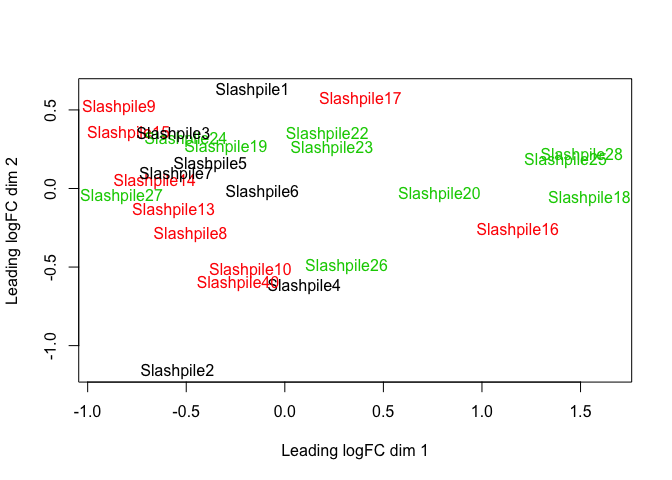 Slashpile1
Slashpile17
Slashpile9
Slashpile15
Slashpile3
Slashpile24
Slashpile22
Slashpile19
Slashpile23
Slashpile28
Slashpile25
Slashpile5
Slashpile7
Slashpile14
Slashpile27
Slashpile6
Slashpile20
Slashpile18
Slashpile13
Slashpile8
Slashpile16
Slashpile10
Slashpile26
Slashpile4
Slashpile2
0.5
0.0
-0.5
-1.0
Leading logFC dim 2
-1.0 -0.5 0.0 0.5 1.0 1.5
Leading logFC dim 1